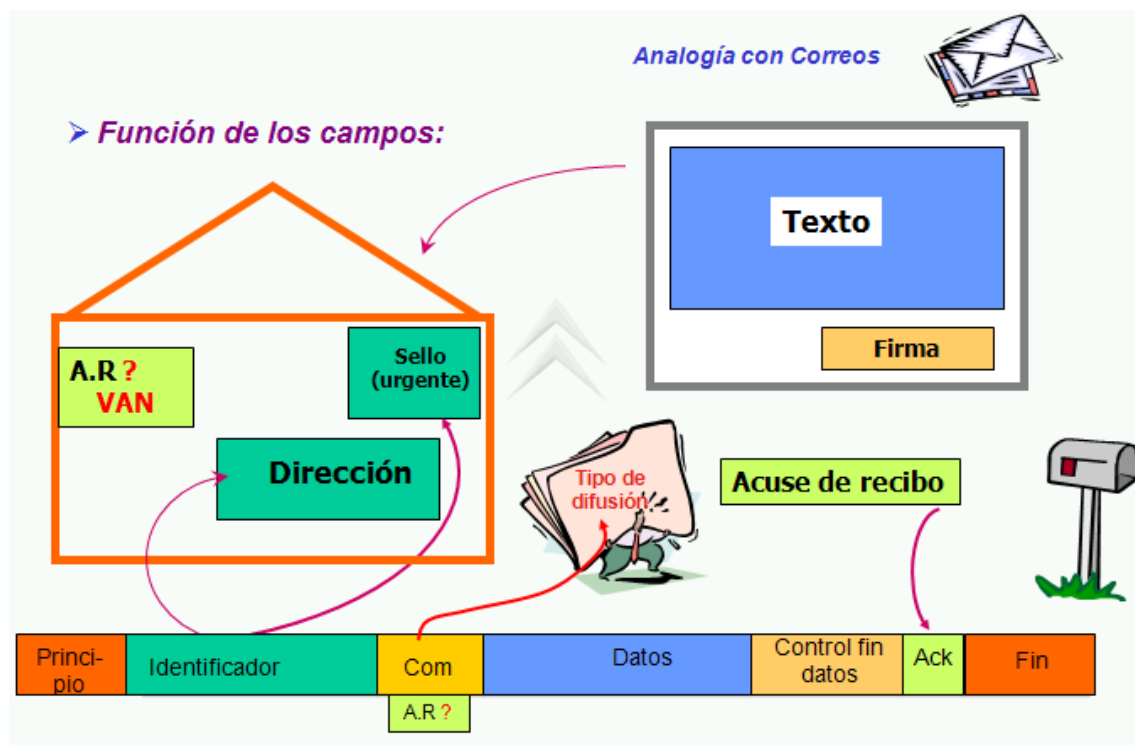 Analogía con Correos
Función de los campos:
Texto
Firma
A.R ?
VAN
Sello
(urgente)
Dirección
Tipo de
difusión
Acuse de recibo
Princi-
pio
Identificador
Com
Datos
Control fin
datos
Ack
Fin
A.R ?